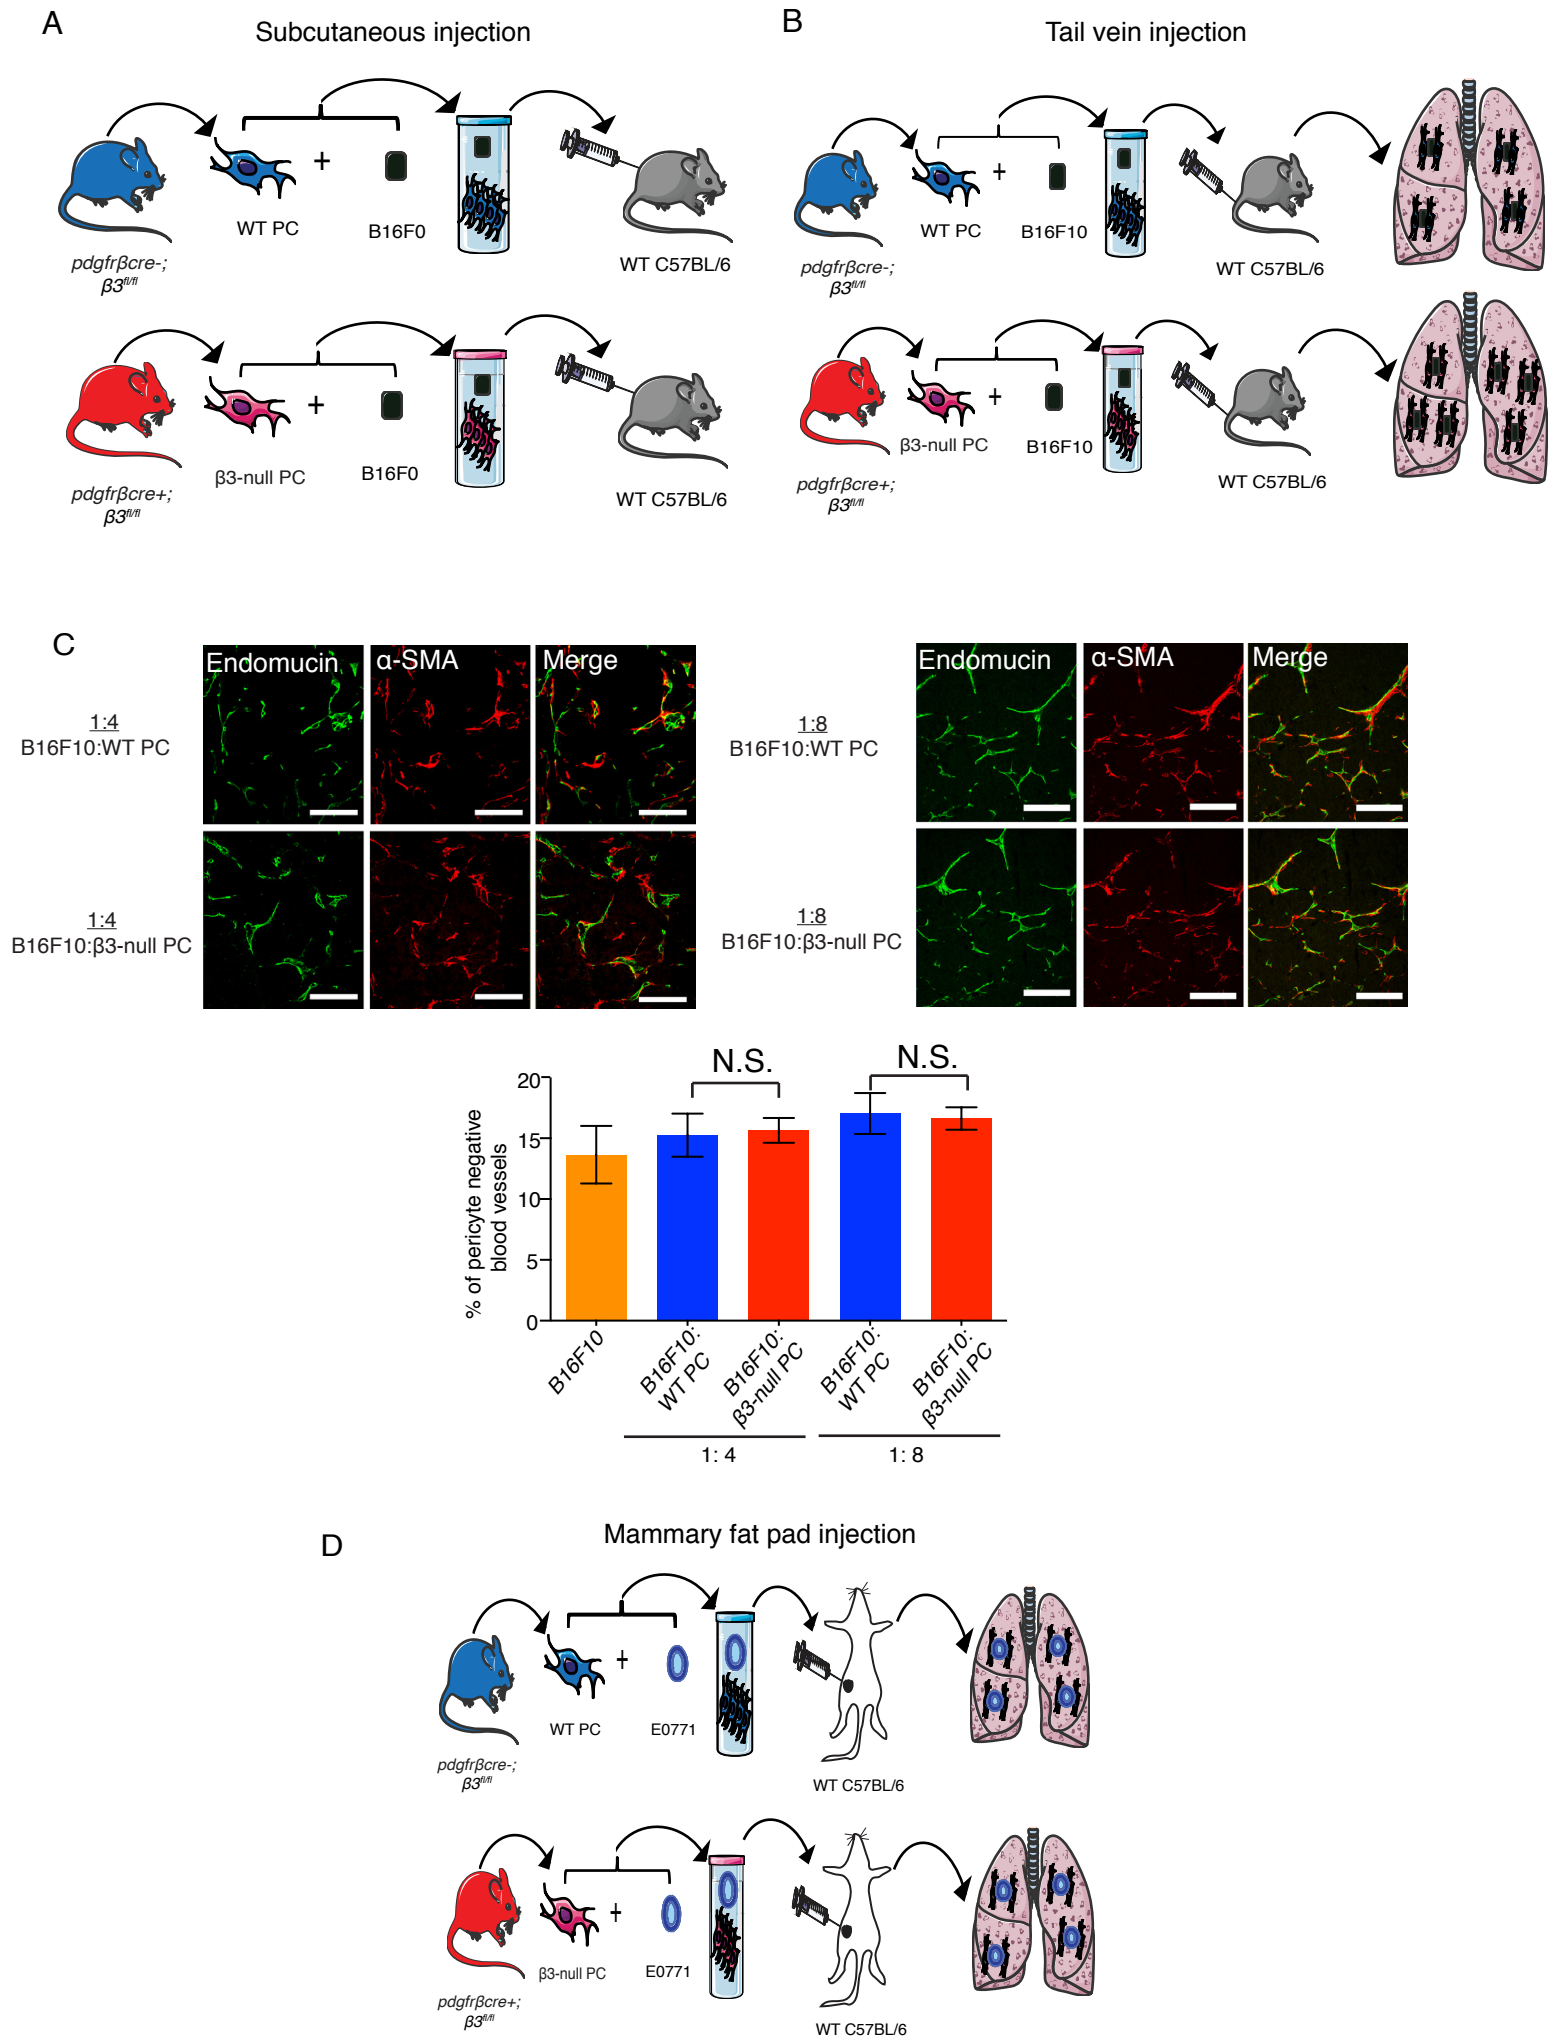 A
Subcutaneous injection
WT PC
+
B16F0
pdgfrβcre-;
β3fl/fl
WT C57BL/6
β3-null PC
+
B16F0
pdgfrβcre+;
β3fl/fl
WT C57BL/6
B
Tail vein injection
WT PC
+
B16F10
pdgfrβcre-;
β3fl/fl
WT C57BL/6
β3-null PC
+
B16F10
pdgfrβcre+;
β3fl/fl
WT C57BL/6
C
Endomucin
α-SMA
Merge
1:4
B16F10:WT PC
1:4
B16F10:β3-null PC
Endomucin
α-SMA
Merge
1:8
B16F10:WT PC
1:8
B16F10:β3-null PC
N.S.
N.S.
% of pericyte negative
blood vessels
20
15
10
5
0
B16F10
B16F10:
WT PC
B16F10:
β3-null PC
B16F10:
WT PC
B16F10:
β3-null PC
1: 4
1: 8
D
Mammary fat pad injection
WT PC
+
E0771
pdgfrβcre-;
β3fl/fl
WT C57BL/6
β3-null PC
+
E0771
pdgfrβcre+;
β3fl/fl
WT C57BL/6